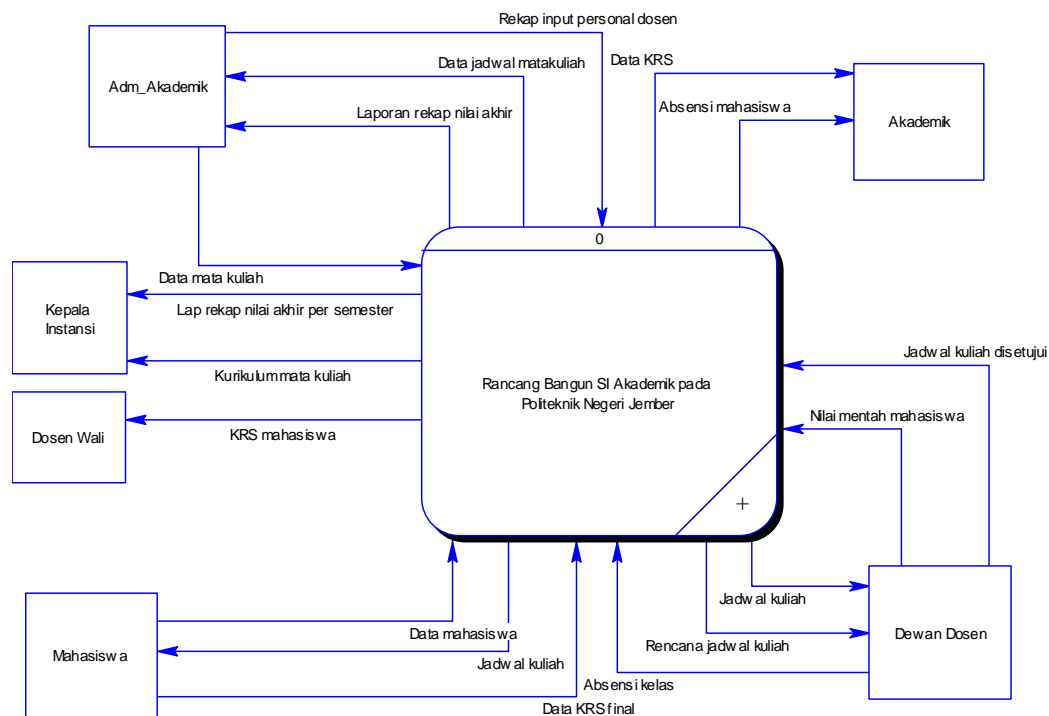 Rekap input personal dosen
Data jadwal matakuliah
Data KRS
Adm_Akademik
Laporan rekap nilai akhir
Absensi mahasiswa
Akademik
0
Data mata kuliah
Kepala
Instansi
Lap rekap nilai akhir per semester
Jadwal kuliah disetujui
Kurikulum mata kuliah
Rancang Bangun SI Akademik pada
Politeknik Negeri Jember
Nilai mentah mahasiswa
Dosen Wali
KRS mahasiswa
+
Jadwal kuliah
Data mahasiswa
Rencana jadwal kuliah
Dewan Dosen
Mahasiswa
Jadwal kuliah
Absensi kelas
Data KRS final